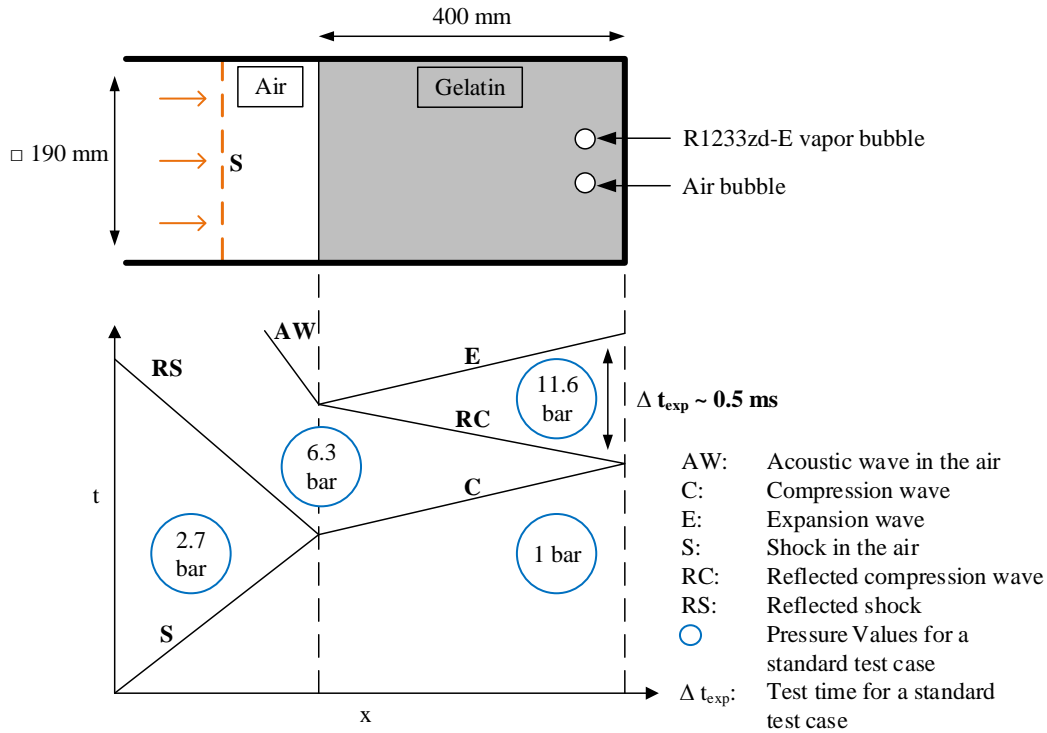 400 mm
Air
Gelatin
□ 190 mm
S
R1233zd-E vapor bubble
Air bubble
AW
RS
E
11.6
bar
Δ t_exp ~ 0.5 ms
RC
6.3
bar
C
t
2.7
bar
1 bar
S
x
AW: Acoustic wave in the air
C: Compression wave
E: Expansion wave
S: Shock in the air
RC: Reflected compression wave
RS: Reflected shock
Pressure Values for a
standard test case
Δ t_exp: Test time for a standard
test case